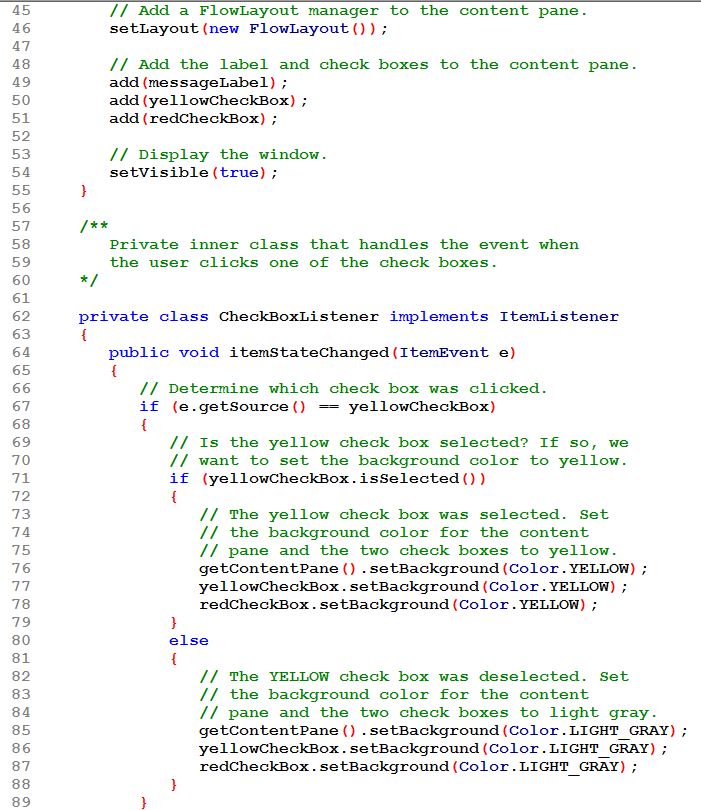 45 // Add a FlowLayout manager to the content pane.
46 setLayout(new FlowLayout());
47
48 // Add the label and check boxes to the content pane.
49 add(messageLabel);
50 add(yellowCheckBox);
51 add(redCheckBox);
52
53 // Display the window.
54 setVisible(true);
55 }
56
57 /**
58 Private inner class that handles the event when
59 the user clicks one of the check boxes.
60 */
61
62 private class CheckBoxListener implements ItemListener
63 {
64 public void itemStateChanged(ItemEvent e)
65 {
66 // Determine which check box was clicked.
67 if (e.getSource() == yellowCheckBox)
68 {
69 // Is the yellow check box selected? If so, we
70 // want to set the background color to yellow.
71 if (yellowCheckBox.isSelected())
72 {
73 // The yellow check box was selected. Set
74 // the background color for the content
75 // pane and the two check boxes to yellow.
76 getContentPane().setBackground(Color.YELLOW);
77 yellowCheckBox.setBackground(Color.YELLOW);
78 redCheckBox.setBackground(Color.YELLOW);
79 }
80 else
81 {
82 // The YELLOW check box was deselected. Set
83 // the background color for the content
84 // pane and the two check boxes to light gray.
85 getContentPane().setBackground(Color.LIGHT_GRAY);
86 yellowCheckBox.setBackground(Color.LIGHT_GRAY);
87 redCheckBox.setBackground(Color.LIGHT_GRAY);
88 }
89 }